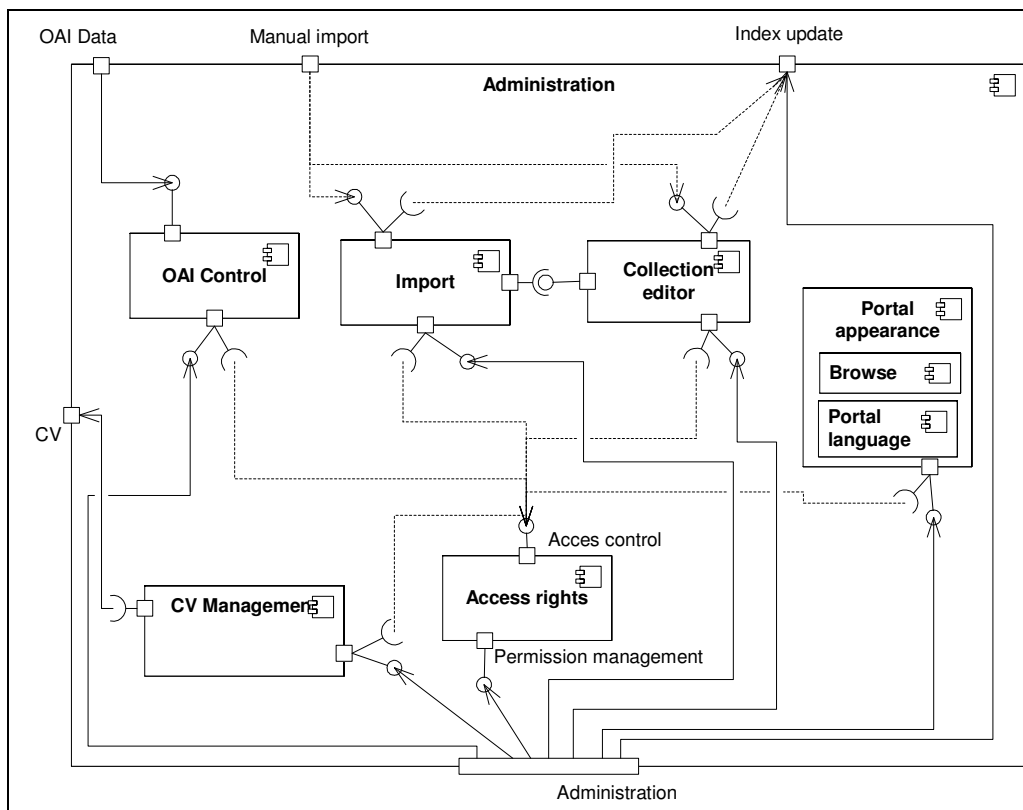 OAI Data
Manual import
Index update
Administration
OAI Control
Import
Collection
editor
Portal
appearance
Browse
Portal
language
CV
Acces control
CV Management
Access rights
Permission management
Administration